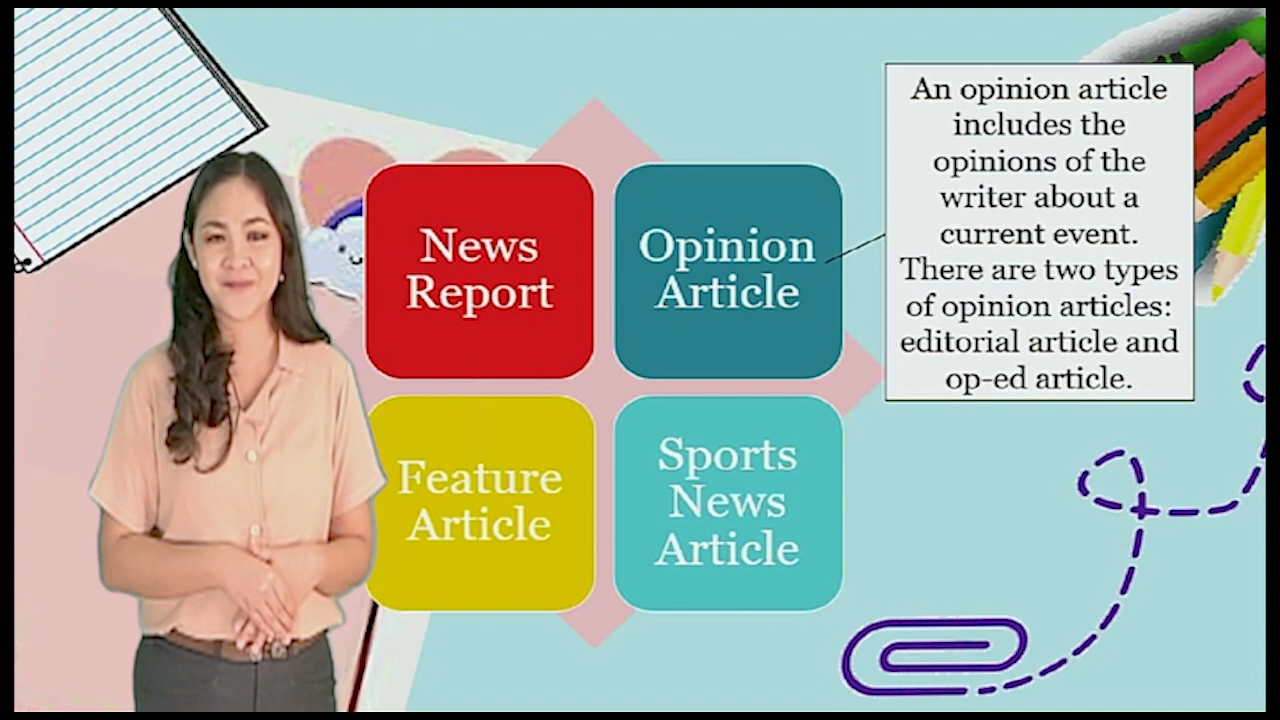 News
Report
Opinion
Article
Feature
Article
Sports
News
Article
An opinion article
includes the
opinions of the
writer about a
current event.
There are two types
of opinion articles:
editorial article and
op-ed article.